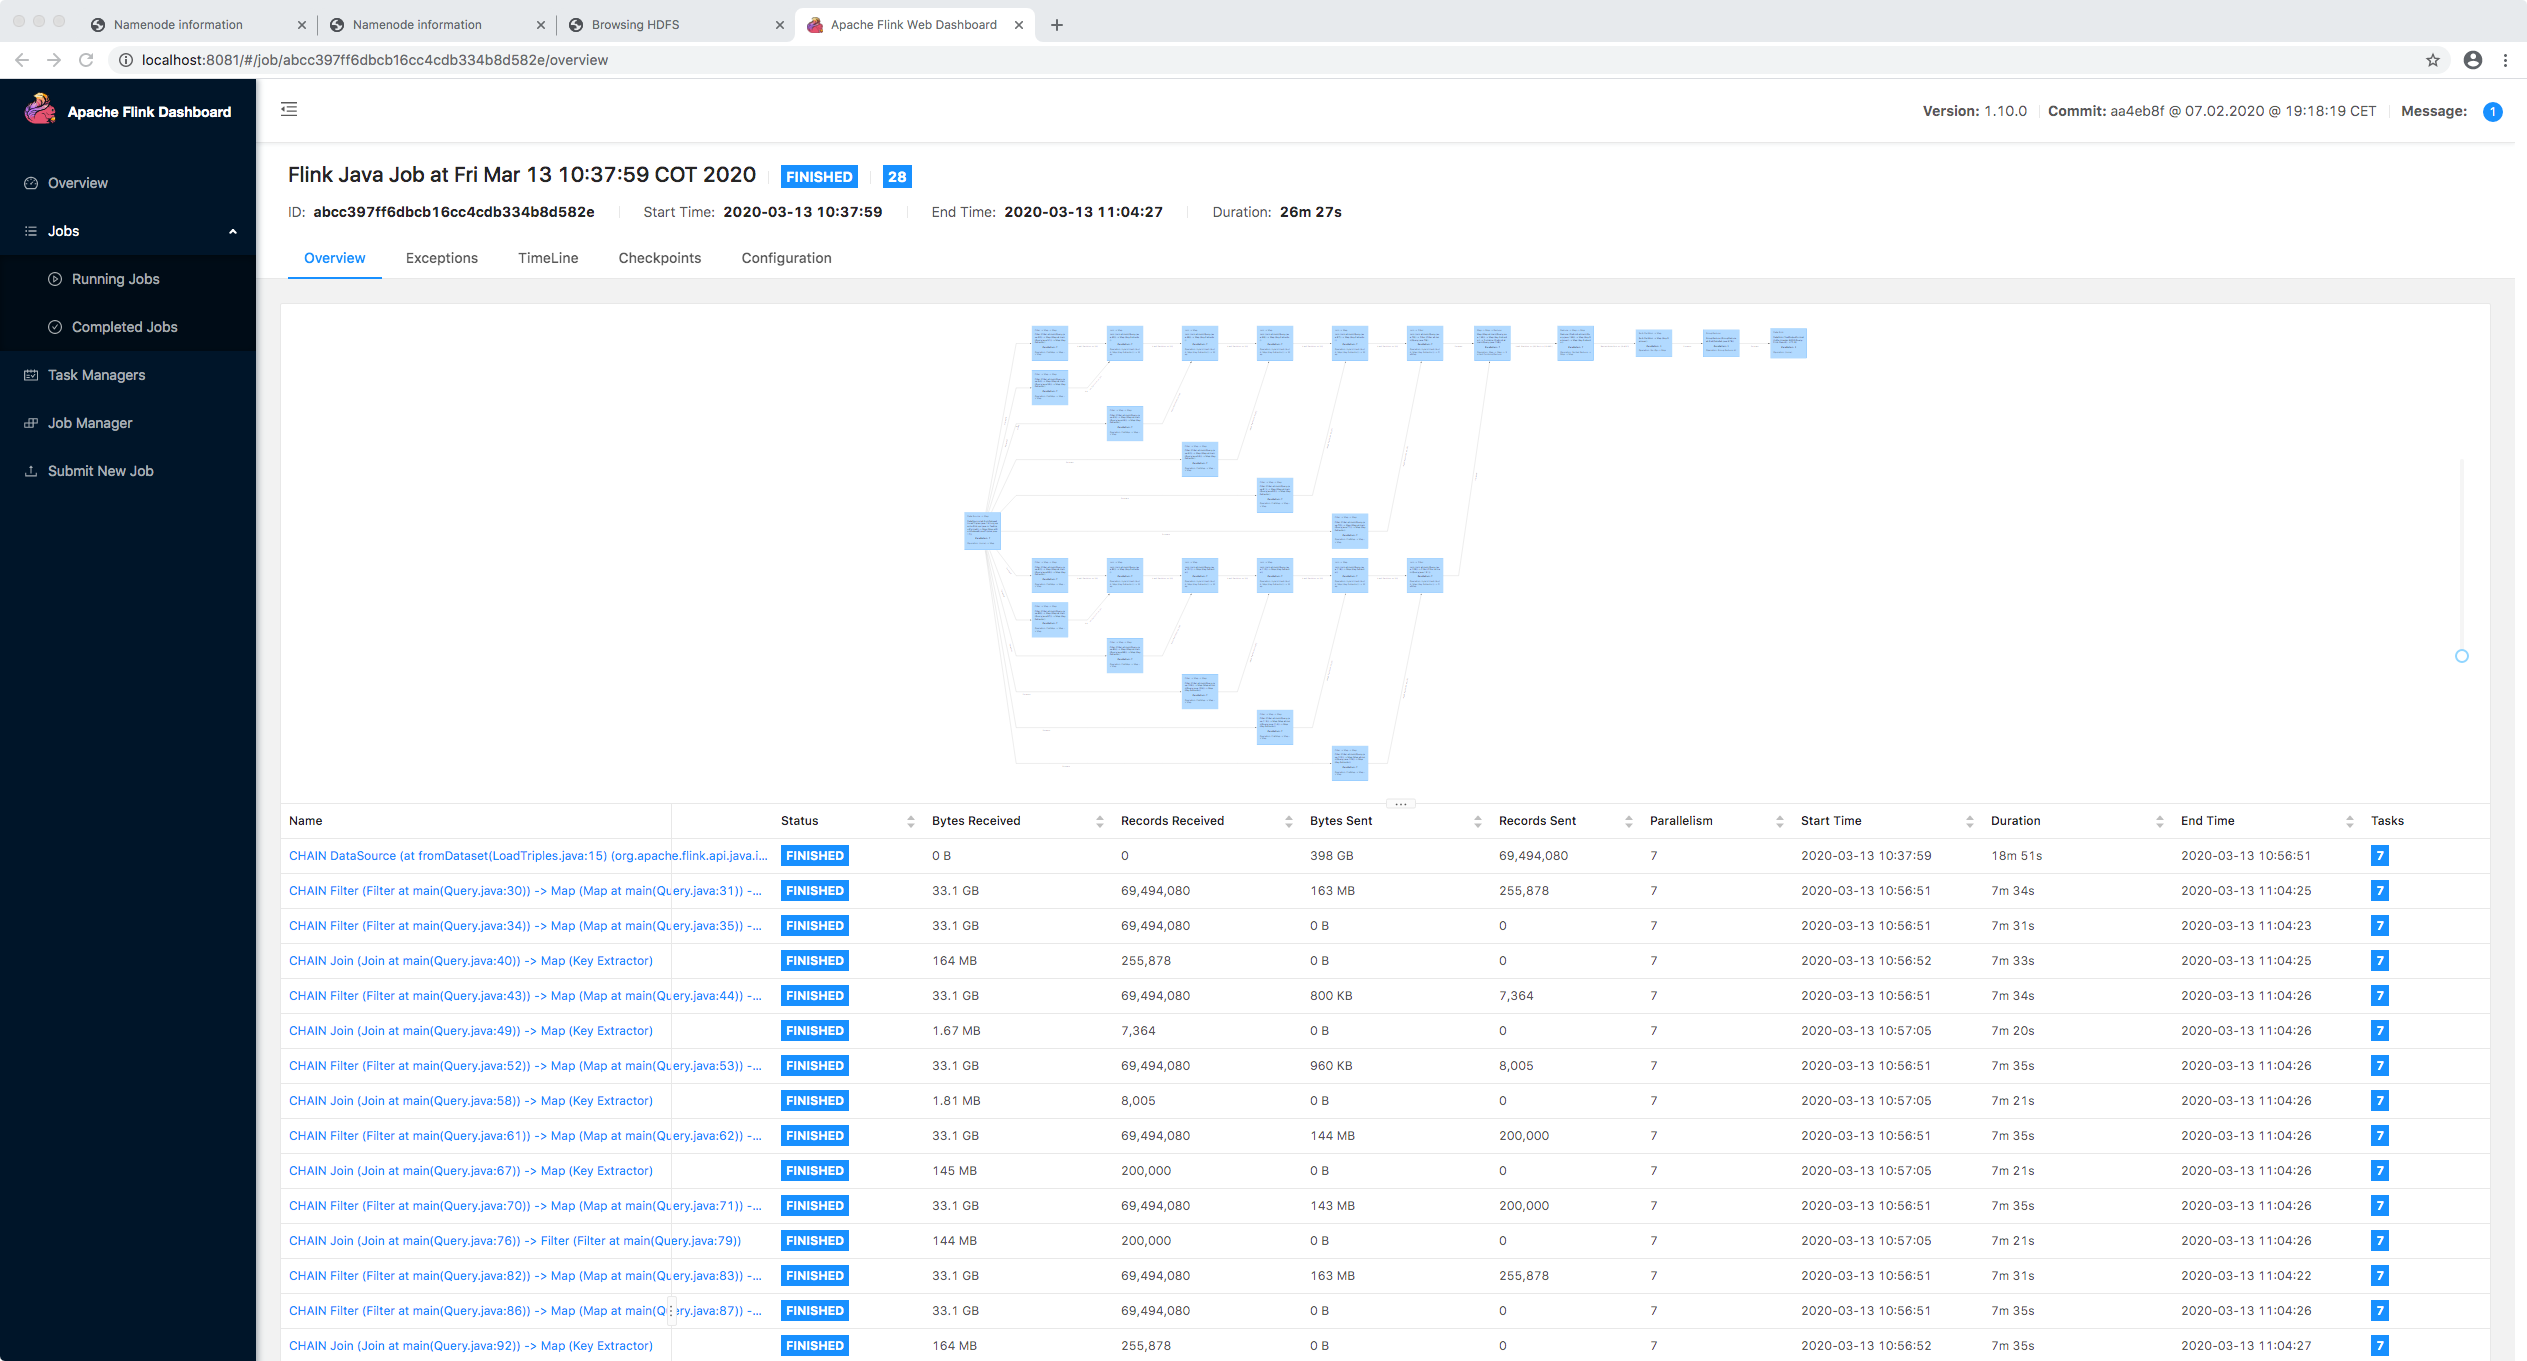 Namenode information
Namenode information
Browsing HDFS
Apache Flink Web Dashboard
localhost:8081/#/job/abcc397ff6dbcb16cc4cdb334b8d582e/overview
Apache Flink Dashboard
Version: 1.10.0 Commit: aa4eb8f @ 07.02.2020 @ 19:18:19 CET Message: 1
Overview
Jobs
Running Jobs
Completed Jobs
Task Managers
Job Manager
Submit New Job
Flink Java Job at Fri Mar 13 10:37:59 COT 2020 FINISHED 28
ID: abcc397ff6dbcb16cc4cdb334b8d582e Start Time: 2020-03-13 10:37:59 End Time: 2020-03-13 11:04:27 Duration: 26m 27s
Overview Exceptions TimeLine Checkpoints Configuration
Name Status Bytes Received Records Received Bytes Sent Records Sent Parallelism Start Time Duration End Time Tasks
CHAIN DataSource (at fromDataset(LoadTriples.java:15) (org.apache.flink.api.java.i... FINISHED 0 B 0 398 GB 69,494,080 7 2020-03-13 10:37:59 18m 51s 2020-03-13 10:56:51 7
CHAIN Filter (Filter at main(Query.java:30)) -> Map (Map at main(Query.java:31)) -... FINISHED 33.1 GB 69,494,080 163 MB 255,878 7 2020-03-13 10:56:51 7m 34s 2020-03-13 11:04:25 7
CHAIN Filter (Filter at main(Query.java:34)) -> Map (Map at main(Query.java:35)) -... FINISHED 33.1 GB 69,494,080 0 B 0 7 2020-03-13 10:56:51 7m 31s 2020-03-13 11:04:23 7
CHAIN Join (Join at main(Query.java:40)) -> Map (Key Extractor) FINISHED 164 MB 255,878 0 B 0 7 2020-03-13 10:56:52 7m 33s 2020-03-13 11:04:25 7
CHAIN Filter (Filter at main(Query.java:43)) -> Map (Map at main(Query.java:44)) -... FINISHED 33.1 GB 69,494,080 800 KB 7,364 7 2020-03-13 10:56:51 7m 34s 2020-03-13 11:04:26 7
CHAIN Join (Join at main(Query.java:49)) -> Map (Key Extractor) FINISHED 1.67 MB 7,364 0 B 0 7 2020-03-13 10:57:05 7m 20s 2020-03-13 11:04:26 7
CHAIN Filter (Filter at main(Query.java:52)) -> Map (Map at main(Query.java:53)) -... FINISHED 33.1 GB 69,494,080 960 KB 8,005 7 2020-03-13 10:56:51 7m 35s 2020-03-13 11:04:26 7
CHAIN Join (Join at main(Query.java:58)) -> Map (Key Extractor) FINISHED 1.81 MB 8,005 0 B 0 7 2020-03-13 10:57:05 7m 21s 2020-03-13 11:04:26 7
CHAIN Filter (Filter at main(Query.java:61)) -> Map (Map at main(Query.java:62)) -... FINISHED 33.1 GB 69,494,080 144 MB 200,000 7 2020-03-13 10:56:51 7m 35s 2020-03-13 11:04:26 7
CHAIN Join (Join at main(Query.java:67)) -> Map (Key Extractor) FINISHED 145 MB 200,000 0 B 0 7 2020-03-13 10:57:05 7m 21s 2020-03-13 11:04:26 7
CHAIN Filter (Filter at main(Query.java:70)) -> Map (Map at main(Query.java:71)) -... FINISHED 33.1 GB 69,494,080 143 MB 200,000 7 2020-03-13 10:56:51 7m 35s 2020-03-13 11:04:26 7
CHAIN Join (Join at main(Query.java:76)) -> Filter (Filter at main(Query.java:79)) FINISHED 144 MB 200,000 0 B 0 7 2020-03-13 10:57:05 7m 21s 2020-03-13 11:04:26 7
CHAIN Filter (Filter at main(Query.java:82)) -> Map (Map at main(Query.java:83)) -... FINISHED 33.1 GB 69,494,080 163 MB 255,878 7 2020-03-13 10:56:51 7m 31s 2020-03-13 11:04:22 7
CHAIN Filter (Filter at main(Query.java:86)) -> Map (Map at main(Query.java:87)) -... FINISHED 33.1 GB 69,494,080 0 B 0 7 2020-03-13 10:56:51 7m 35s 2020-03-13 11:04:26 7
CHAIN Join (Join at main(Query.java:92)) -> Map (Key Extractor) FINISHED 164 MB 255,878 0 B 0 7 2020-03-13 10:56:52 7m 35s 2020-03-13 11:04:27 7